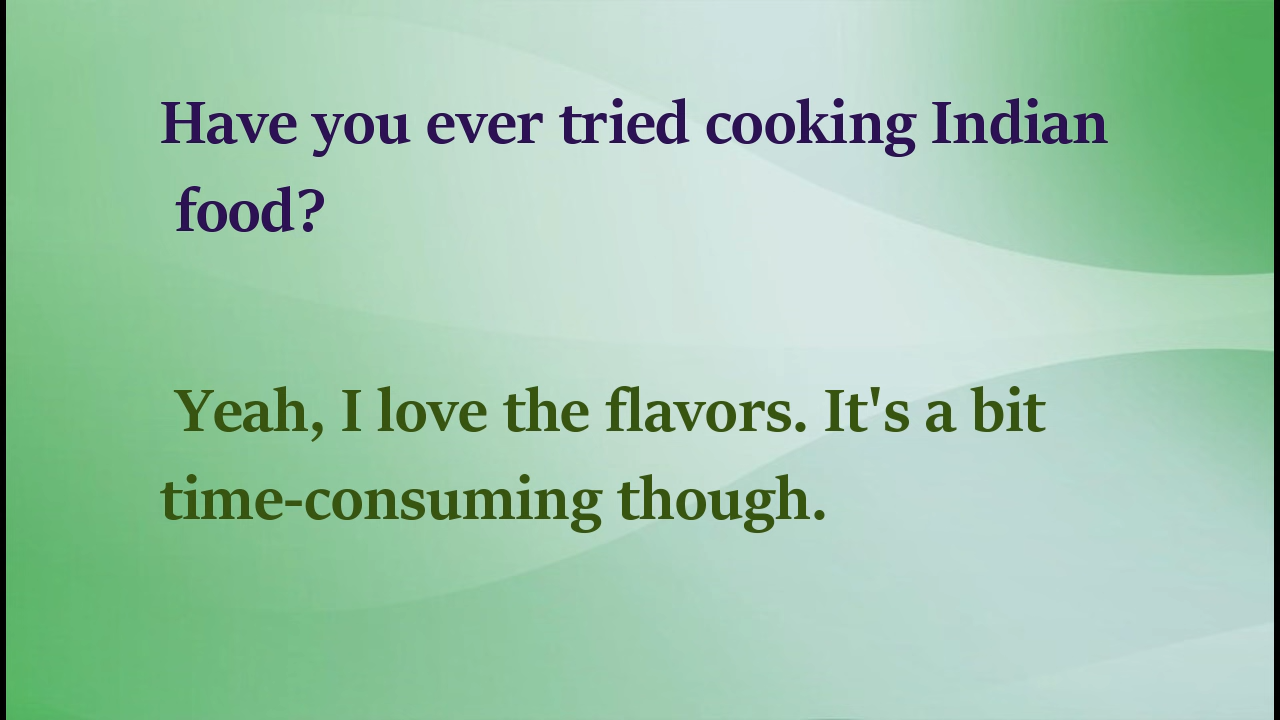 Have you ever tried cooking Indian
food?
Yeah, I love the flavors. It's a bit
time-consuming though.